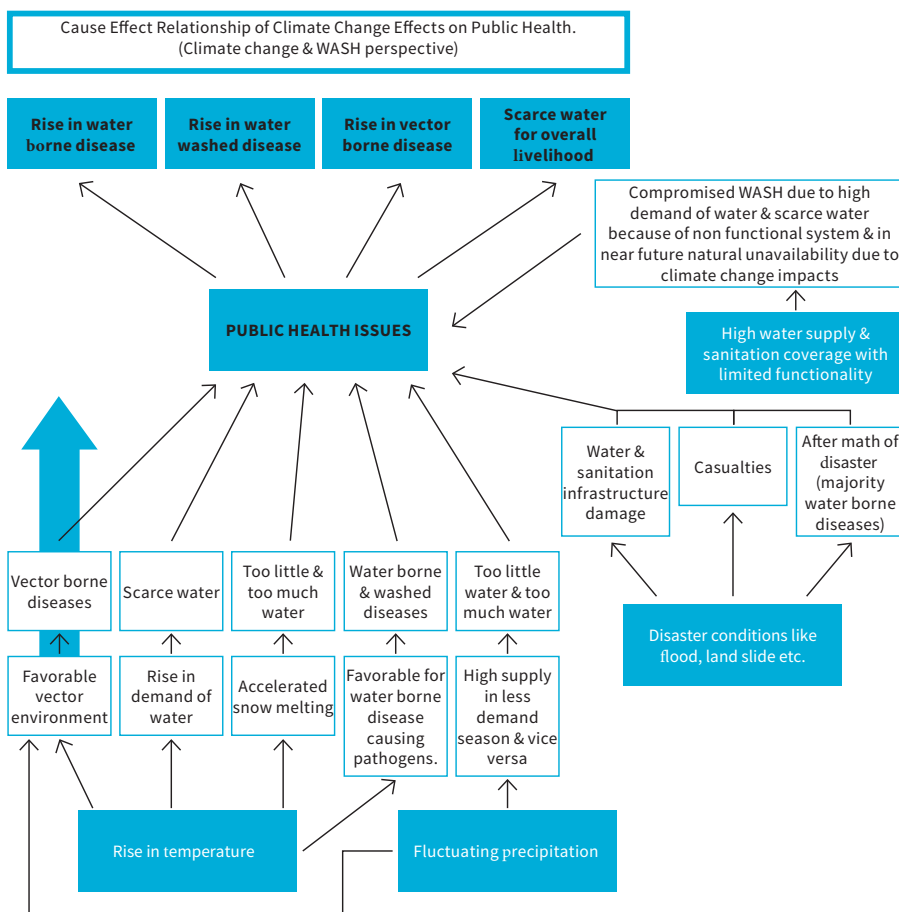 Cause Effect Relationship of Climate Change Effects on Public Health.
(Climate change & WASH perspective)
Rise in water
borne disease
Rise in water
washed disease
Rise in vector
borne disease
Scarce water
for overall
livelihood
Compromised WASH due to high
demand of water & scarce water
because of non functional system & in
near future natural unavailability due to
climate change impacts
PUBLIC HEALTH ISSUES
High water supply &
sanitation coverage with
limited functionality
Water &
sanitation
infrastructure
damage
Casualties
After math of
disaster
(majority
water borne
diseases)
Vector borne
diseases
Scarce water
Too little &
too much
water
Water borne
& washed
diseases
Too little
water & too
much water
Disaster conditions like
flood, land slide etc.
Favorable
vector
environment
Rise in
demand of
water
Accelerated
snow melting
Favorable for
water borne
disease
causing
pathogens.
High supply
in less
demand
season & vice
versa
Rise in temperature
Fluctuating precipitation